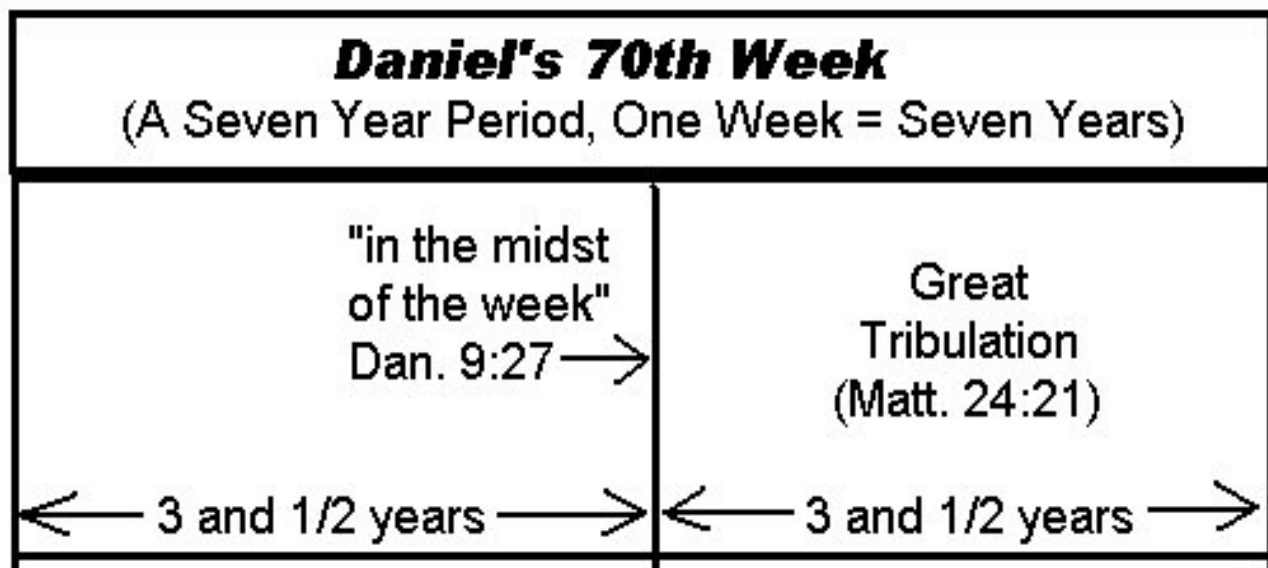 Daniel's 70th Week
(A Seven Year Period, One Week = Seven Years)
"in the midst
of the week"
Dan. 9:27
Great
Tribulation
(Matt. 24:21)
3 and 1/2 years
3 and 1/2 years